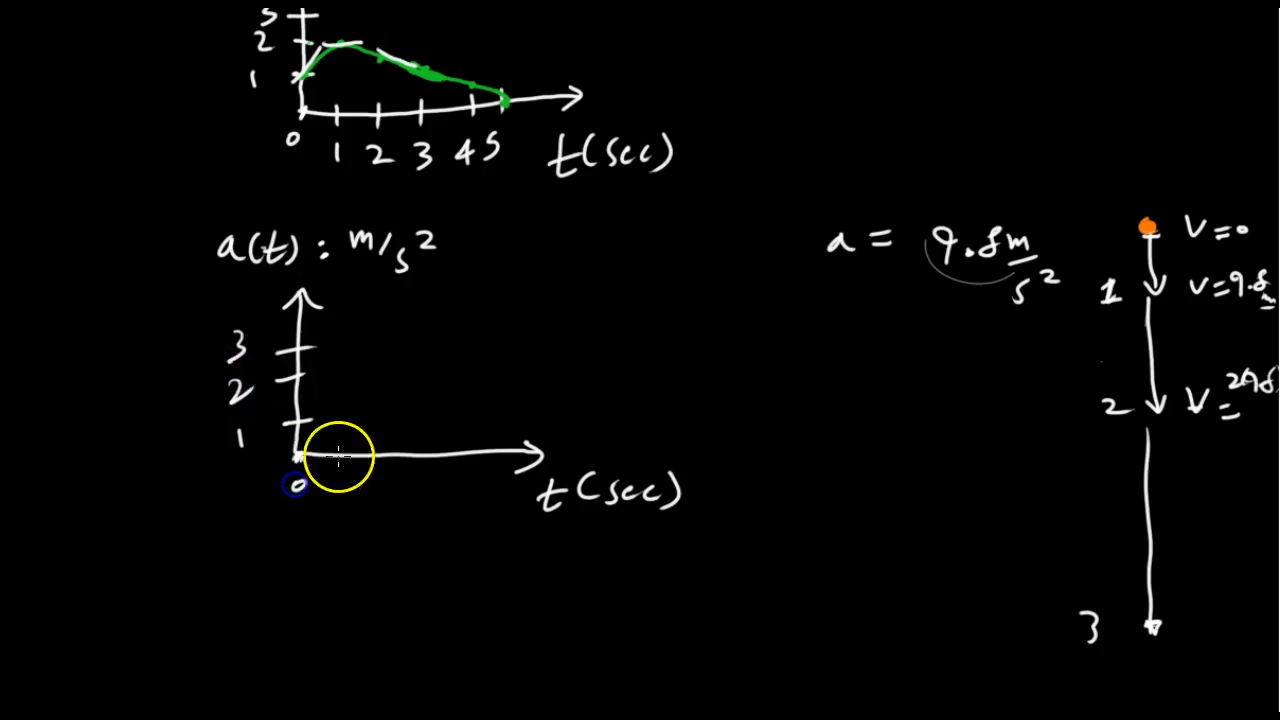 3
2
1
0 1 2 3 4 5 t(sec)
a(t) : m/s²
3
2
1
0 t(sec)
a = 9.8 m/s²
V=0
1 V=9.8 m
2 V=
3